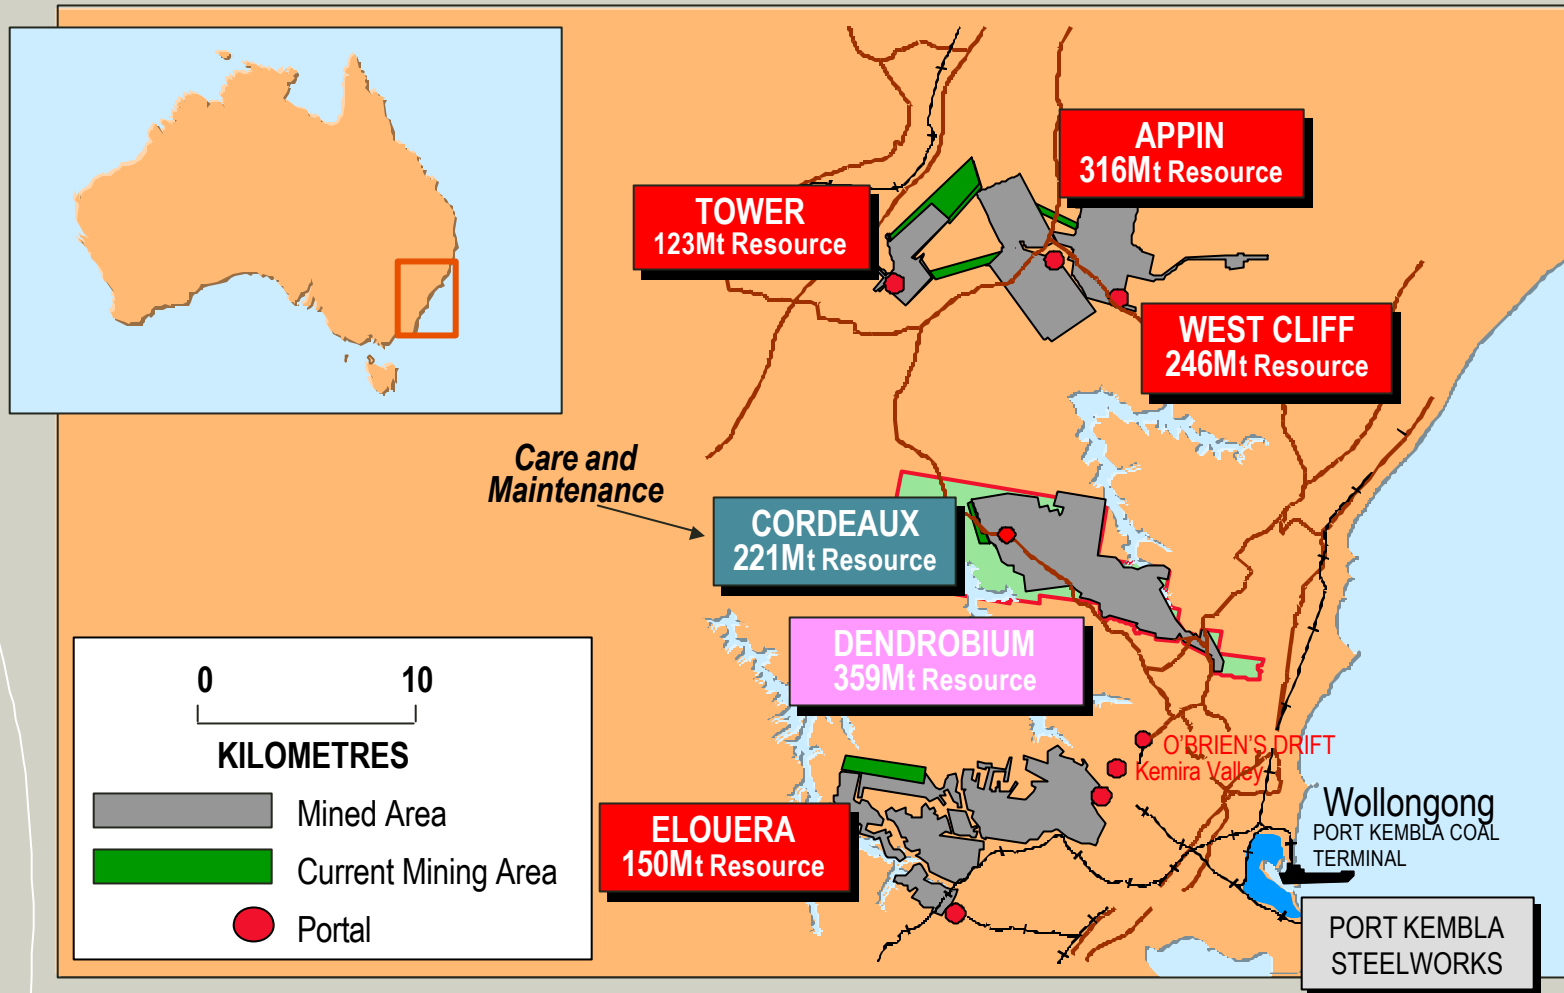 APPIN
316Mt Resource
TOWER
123Mt Resource
WEST CLIFF
246Mt Resource
Care and
Maintenance
CORDEAUX
221Mt Resource
DENDROBIUM
359Mt Resource
0 10
KILOMETRES
Mined Area
Current Mining Area
Portal
O'BRIEN'S DRIFT
Kemira Valley
ELOUERA
150Mt Resource
Wollongong
PORT KEMBLA COAL
TERMINAL
PORT KEMBLA
STEELWORKS